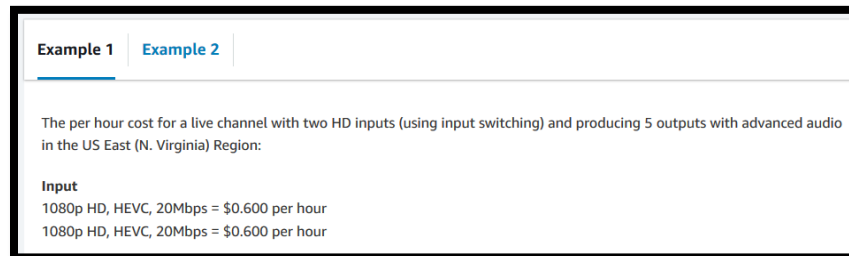 Example 1
Example 2
The per hour cost for a live channel with two HD inputs (using input switching) and producing 5 outputs with advanced audio
in the US East (N. Virginia) Region:
Input
1080p HD, HEVC, 20Mbps = $0.600 per hour
1080p HD, HEVC, 20Mbps = $0.600 per hour